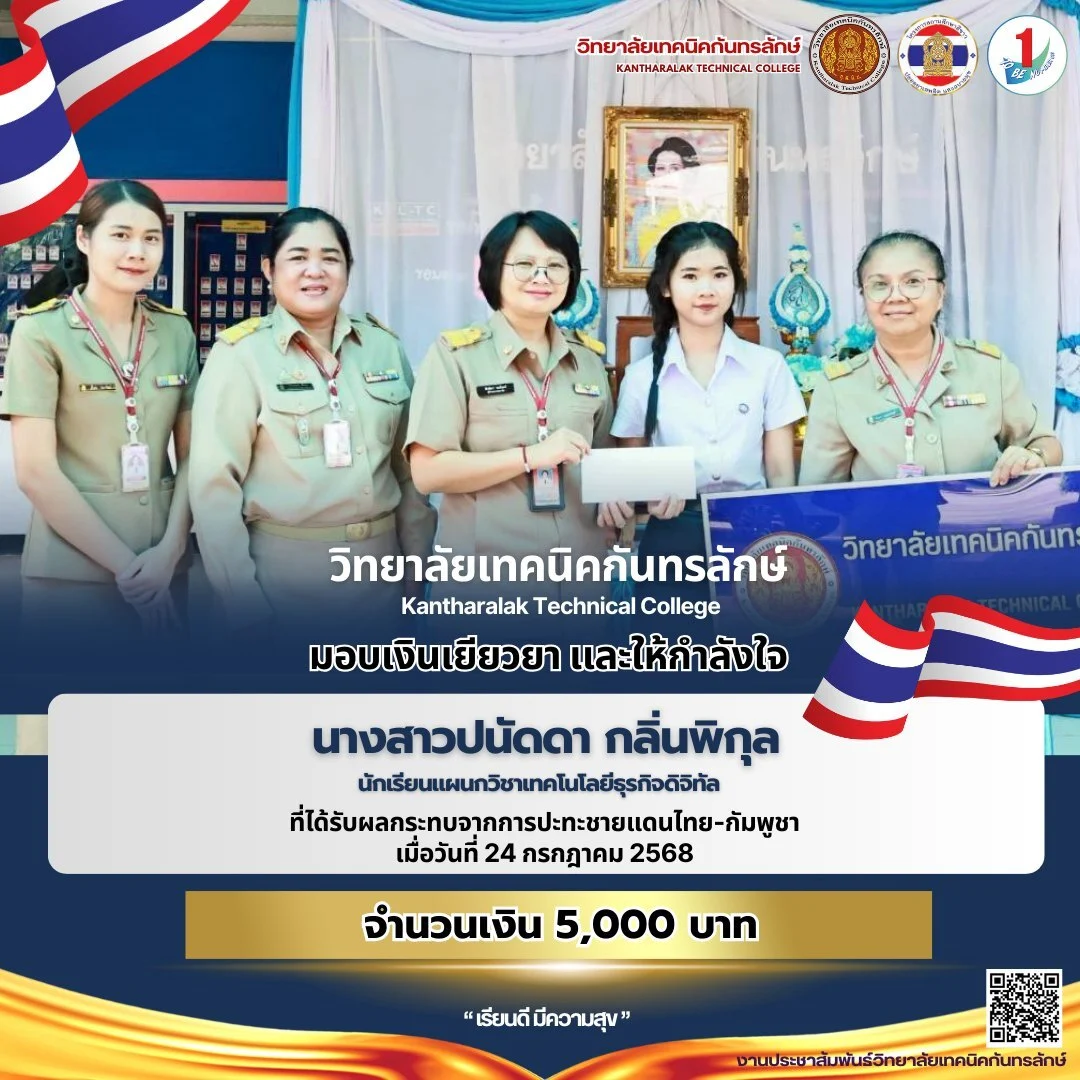 วิทยาลัยเทคนิคกันทรลักษ์
KANTHARALAK TECHNICAL COLLEGE
วิทยาลัยเทคนิคกันทรลักษ์
Kantharalak Technical College
วิทยาลัยเทคนิคกันทร
KANTHARALAK TECHNICAL
มอบเงินเยียวยา และให้กำลังใจ
นางสาวปนัดดา กลิ่นพิกุล
นักเรียนแผนกวิชาเทคโนโลยีธุรกิจดิจิทัล
ที่ได้รับผลกระทบจากการปะทะชายแดนไทย-กัมพูชา
เมื่อวันที่ 24 กรกฎาคม 2568
จำนวนเงิน 5,000 บาท
“ เรียนดี มีความสุข ”
งานประชาสัมพันธ์วิทยาลัยเทคนิคกันทรลักษ์